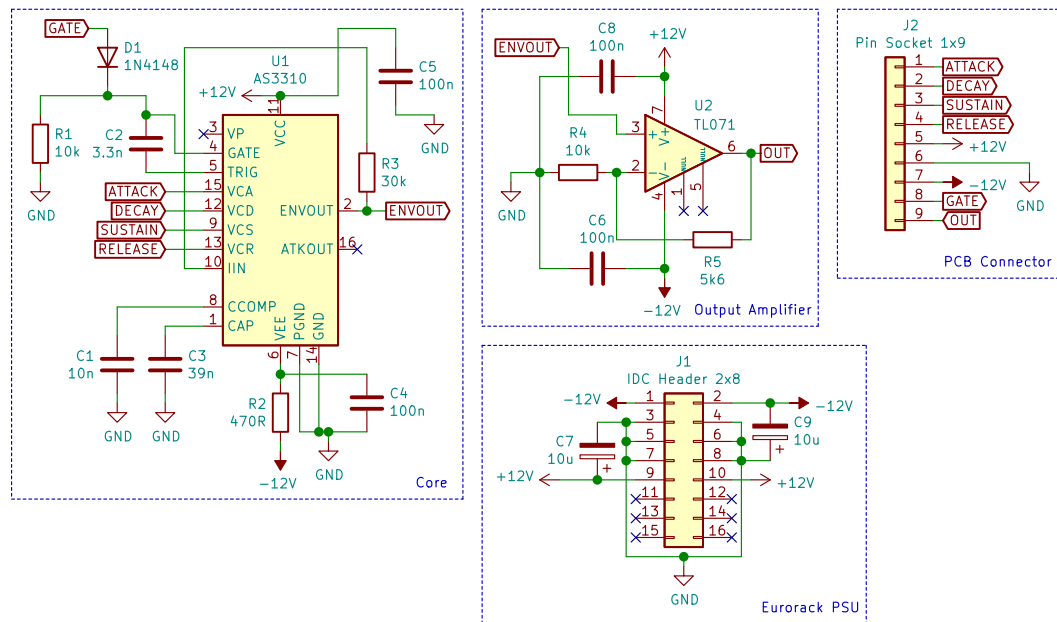 GATE
D1
1N4148
R1
10k
C2
3.3n
GND
+12V
U1
AS3310
C5
100n
GND
R3
30k
11
VCC
3
VP
4
GATE
5
TRIG
ATTACK
15
VCA
DECAY
12
VCD
SUSTAIN
9
VCS
RELEASE
13
VCR
10
IIN
8
CCOMP
1
CAP
ENVOUT
2
ENVOUT
ATKOUT
16
VEE
PGND
GND
6
7
14
C1
10n
GND
C3
39n
GND
R2
470R
-12V
C4
100n
GND
Core
ENVOUT
C8
100n
+12V
U2
TL071
R4
10k
GND
3
+
2
-
7
V+
4
V-
NULL
1
NULL
5
6
OUT
C6
100n
R5
5k6
-12V
Output Amplifier
J2
Pin Socket 1x9
1
ATTACK
2
DECAY
3
SUSTAIN
4
RELEASE
5
+12V
6
GND
7
-12V
8
GATE
9
OUT
PCB Connector
J1
IDC Header 2x8
-12V
1
2
-12V
3
4
5
6
7
8
9
10
11
12
13
14
15
16
C7
10u
+
C9
10u
+
+12V
+12V
GND
Eurorack PSU